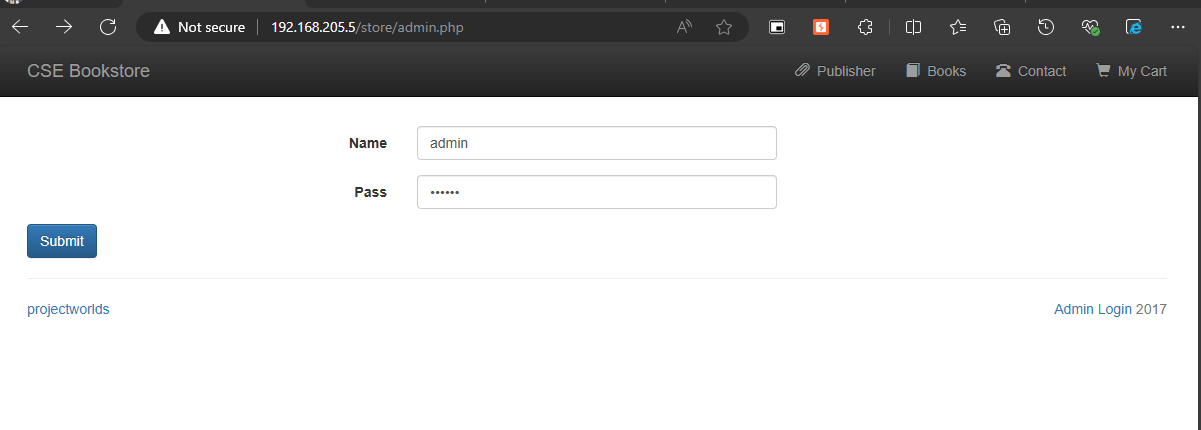 Not secure 192.168.205.5/store/admin.php
CSE Bookstore Publisher Books Contact My Cart
Name admin
Pass ••••••
Submit
projectworlds Admin Login 2017